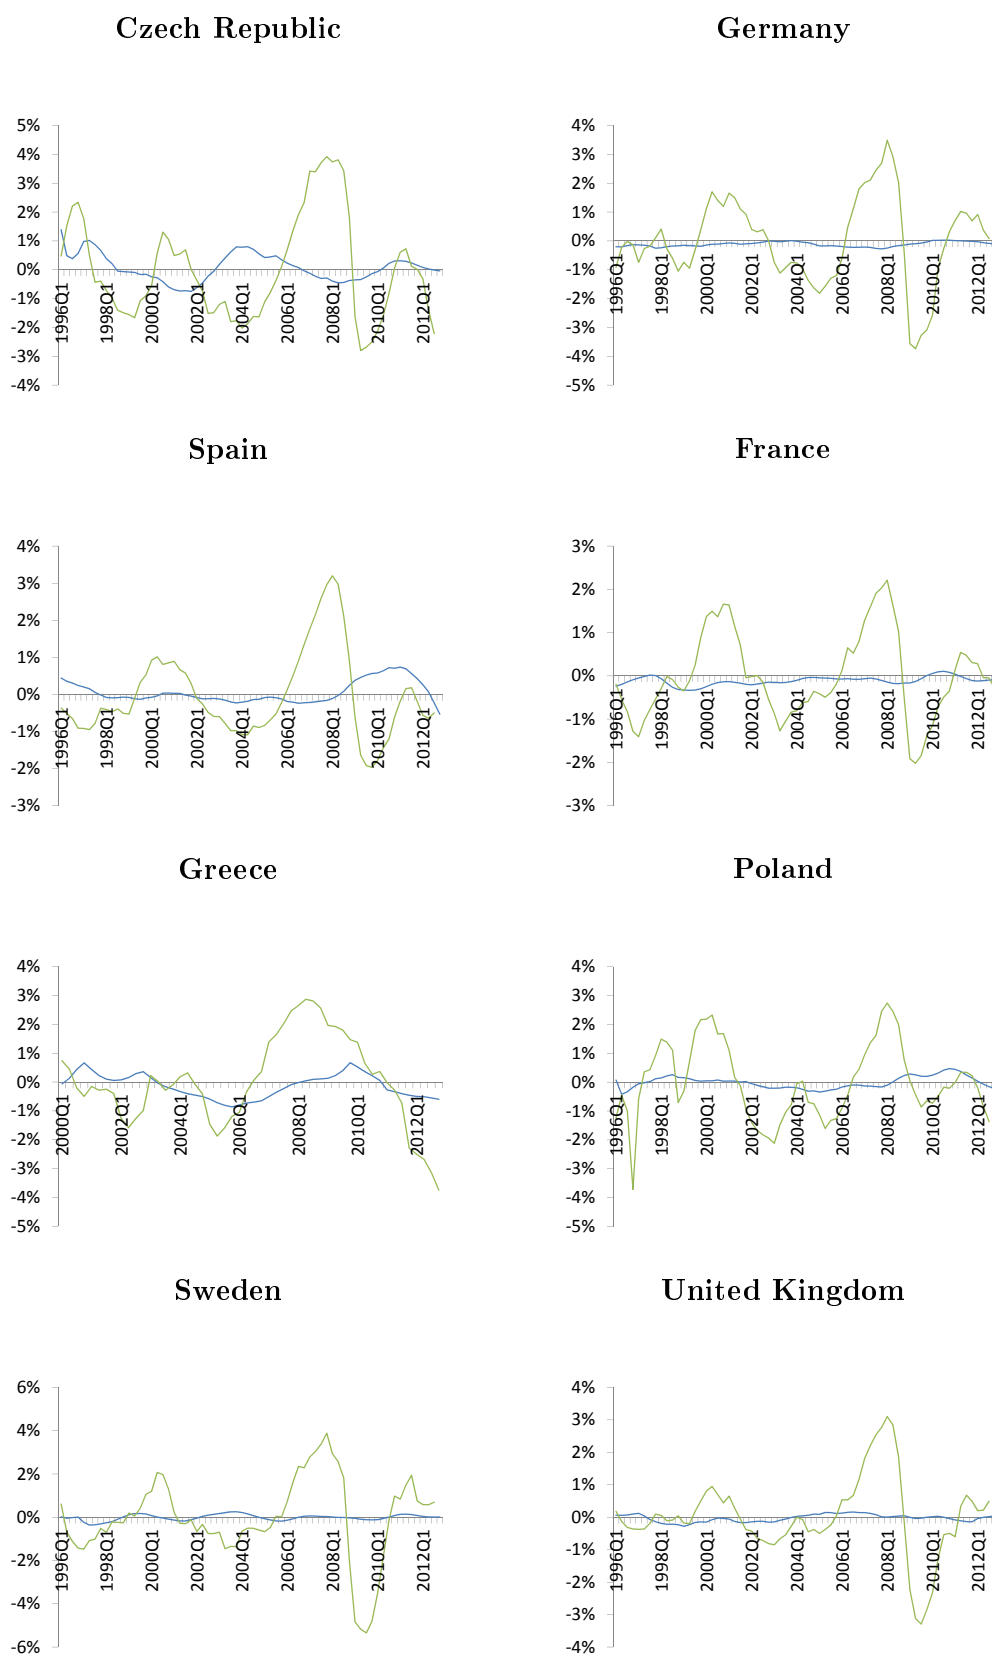 Czech Republic
5%
4%
3%
2%
1%
0%
-1%
-2%
-3%
-4%
1996Q1
1998Q1
2000Q1
2002Q1
2004Q1
2006Q1
2008Q1
2010Q1
2012Q1
Germany
4%
3%
2%
1%
0%
-1%
-2%
-3%
-4%
-5%
1996Q1
1998Q1
2000Q1
2002Q1
2004Q1
2006Q1
2008Q1
2010Q1
2012Q1
Spain
4%
3%
2%
1%
0%
-1%
-2%
-3%
1996Q1
1998Q1
2000Q1
2002Q1
2004Q1
2006Q1
2008Q1
2010Q1
2012Q1
France
3%
2%
1%
0%
-1%
-2%
-3%
1996Q1
1998Q1
2000Q1
2002Q1
2004Q1
2006Q1
2008Q1
2010Q1
2012Q1
Greece
4%
3%
2%
1%
0%
-1%
-2%
-3%
-4%
-5%
2000Q1
2002Q1
2004Q1
2006Q1
2008Q1
2010Q1
2012Q1
Poland
4%
3%
2%
1%
0%
-1%
-2%
-3%
-4%
-5%
1996Q1
1998Q1
2000Q1
2002Q1
2004Q1
2006Q1
2008Q1
2010Q1
2012Q1
Sweden
6%
4%
2%
0%
-2%
-4%
-6%
1996Q1
1998Q1
2000Q1
2002Q1
2004Q1
2006Q1
2008Q1
2010Q1
2012Q1
United Kingdom
4%
3%
2%
1%
0%
-1%
-2%
-3%
-4%
1996Q1
1998Q1
2000Q1
2002Q1
2004Q1
2006Q1
2008Q1
2010Q1
2012Q1